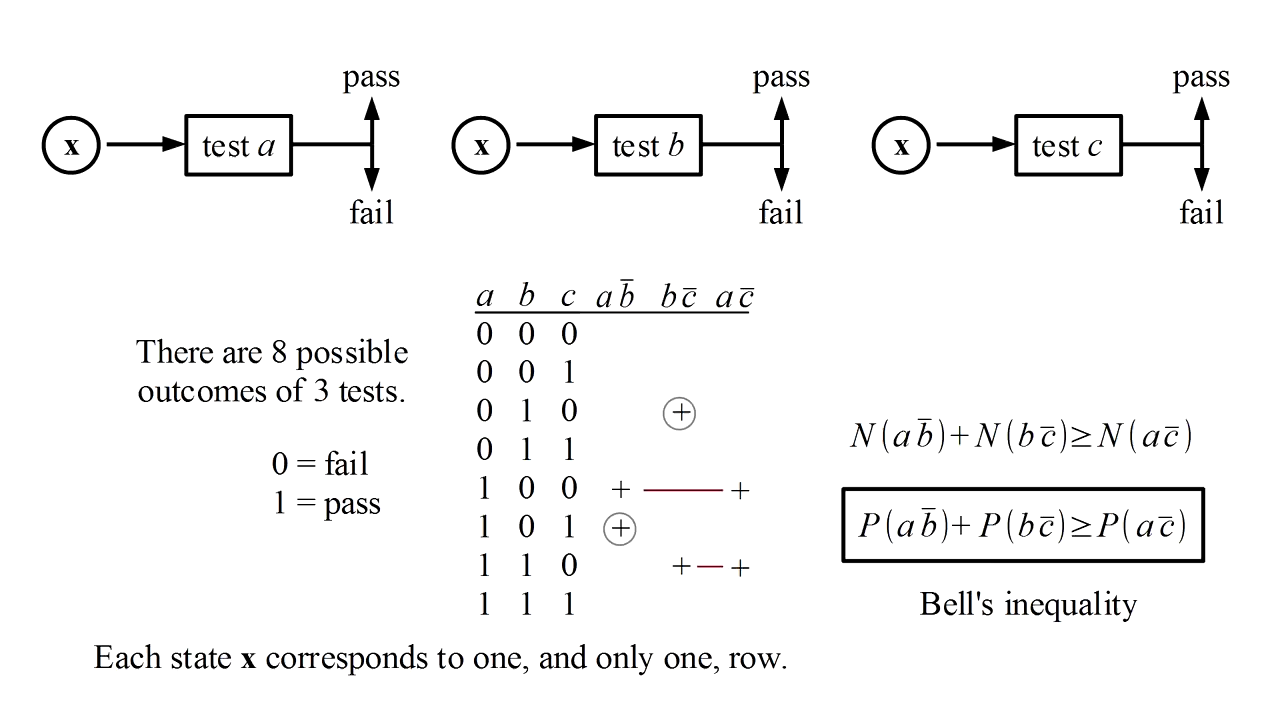 pass pass pass
x test a x test b x test c
fail fail fail
a b c a b̅ b c̅ a c̅
0 0 0
There are 8 possible
0 0 1
outcomes of 3 tests.
0 1 0 +
0 1 1
N(a b̅)+N(b c̅)≥N(a c̅)
0 = fail
1 0 0 + +
1 = pass
1 0 1 +
P(a b̅)+P(b c̅)≥P(a c̅)
1 1 0 + +
1 1 1
Bell's inequality
Each state x corresponds to one, and only one, row.